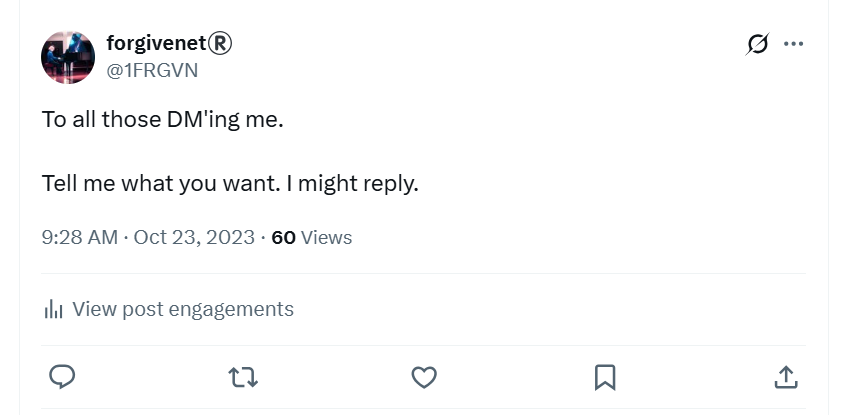 forgivenet®
@1FRGVN
To all those DM'ing me.
Tell me what you want. I might reply.
9:28 AM · Oct 23, 2023 · 60 Views
View post engagements